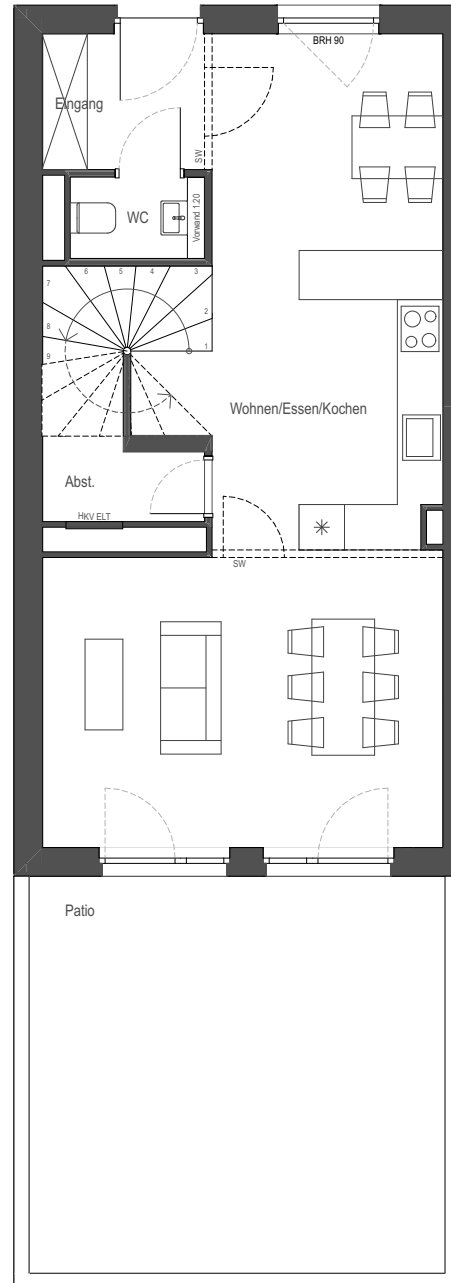 BRH 90
Eingang
SW
WC
Vorwand 1.20
7
6
5
4
3
8
2
9
1
Wohnen/Essen/Kochen
Abst.
HKV ELT
SW
Patio